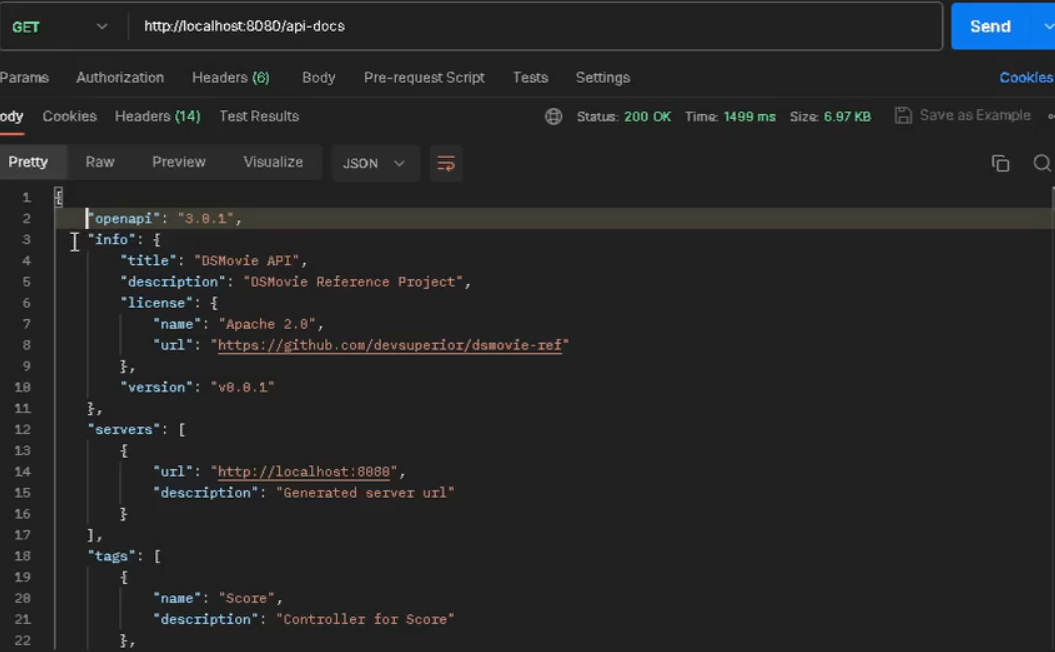 GET http://localhost:8080/api-docs Send
Params Authorization Headers (6) Body Pre-request Script Tests Settings Cookies
ody Cookies Headers (14) Test Results Status: 200 OK Time: 1499 ms Size: 6.97 KB Save as Example
Pretty Raw Preview Visualize JSON
1 {
2 "openapi": "3.0.1",
3 "info": {
4 "title": "DSMovie API",
5 "description": "DSMovie Reference Project",
6 "license": {
7 "name": "Apache 2.0",
8 "url": "https://github.com/devsuperior/dsmovie-ref"
9 },
10 "version": "v0.0.1"
11 },
12 "servers": [
13 {
14 "url": "http://localhost:8080",
15 "description": "Generated server url"
16 }
17 ],
18 "tags": [
19 {
20 "name": "Score",
21 "description": "Controller for Score"
22 },